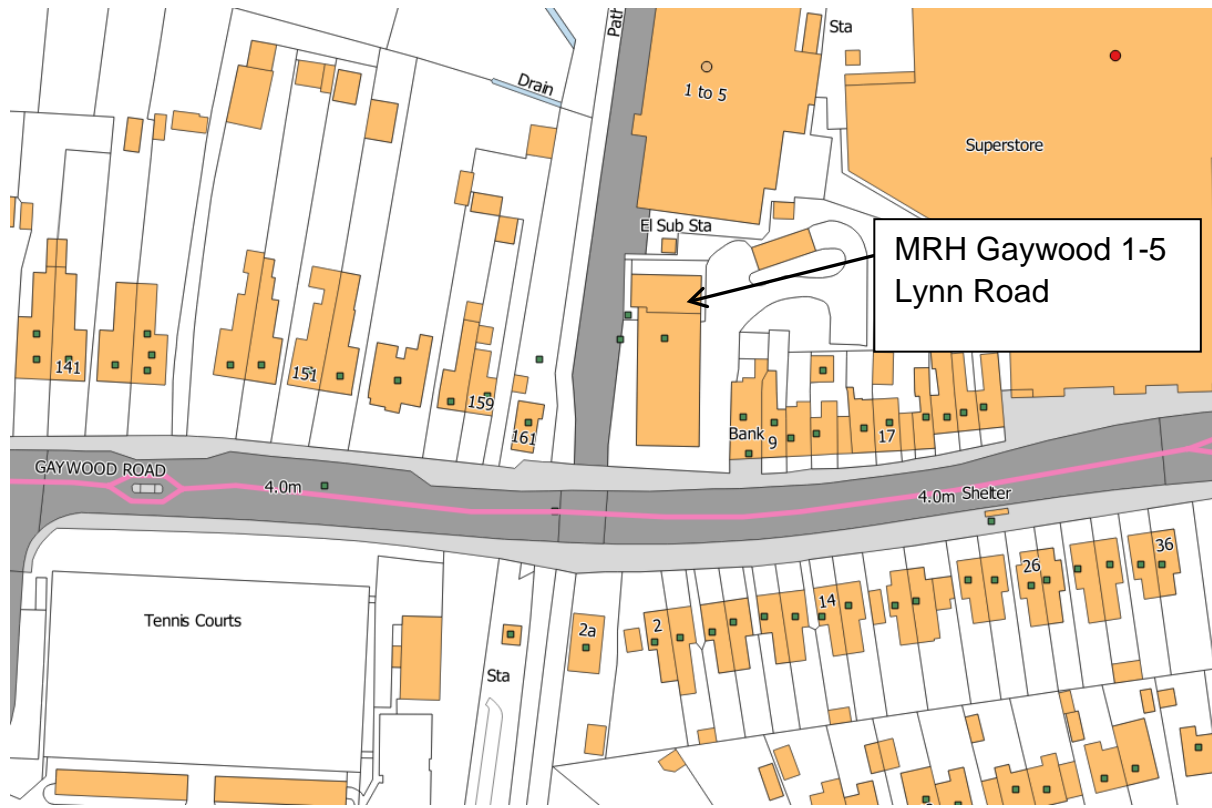 Sta
Path
Drain
1 to 5
Superstore
El Sub Sta
MRH Gaywood 1-5
Lynn Road
141
151
159
161
Bank
9
17
GAYWOOD ROAD
4.0m
4.0m
Shelter
36
26
14
2
2a
Tennis Courts
Sta